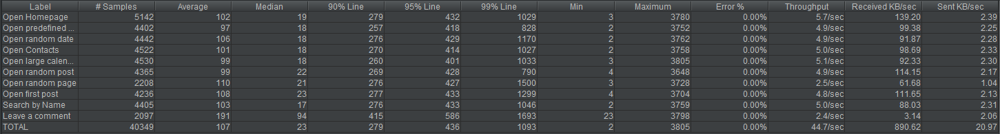 Label # Samples Average Median 90% Line 95% Line 99% Line Min Maximum Error % Throughput Received KB/sec Sent KB/sec
Open Homepage 5142 102 19 279 432 1029 3 3780 0.00% 5.7/sec 139.20 2.39
Open predefined ... 4402 97 18 257 418 828 2 3752 0.00% 4.9/sec 99.38 2.25
Open random date 4442 106 18 276 429 1170 2 3762 0.00% 4.9/sec 91.87 2.28
Open Contacts 4522 101 18 270 414 1027 2 3758 0.00% 5.0/sec 98.69 2.33
Open large calen... 4530 99 18 260 401 1033 3 3805 0.00% 5.1/sec 92.33 2.30
Open random post 4365 99 22 269 428 790 4 3648 0.00% 4.9/sec 114.15 2.17
Open random page 2208 110 21 276 427 1500 3 3728 0.00% 2.5/sec 61.68 1.04
Open first post 4236 108 23 277 433 1299 4 3704 0.00% 4.8/sec 111.65 2.13
Search by Name 4405 103 17 276 433 1046 2 3759 0.00% 5.0/sec 88.03 2.31
Leave a comment 2097 191 94 415 586 1693 23 3798 0.00% 2.4/sec 3.14 2.06
TOTAL 40349 107 23 279 436 1093 2 3805 0.00% 44.7/sec 890.62 20.97